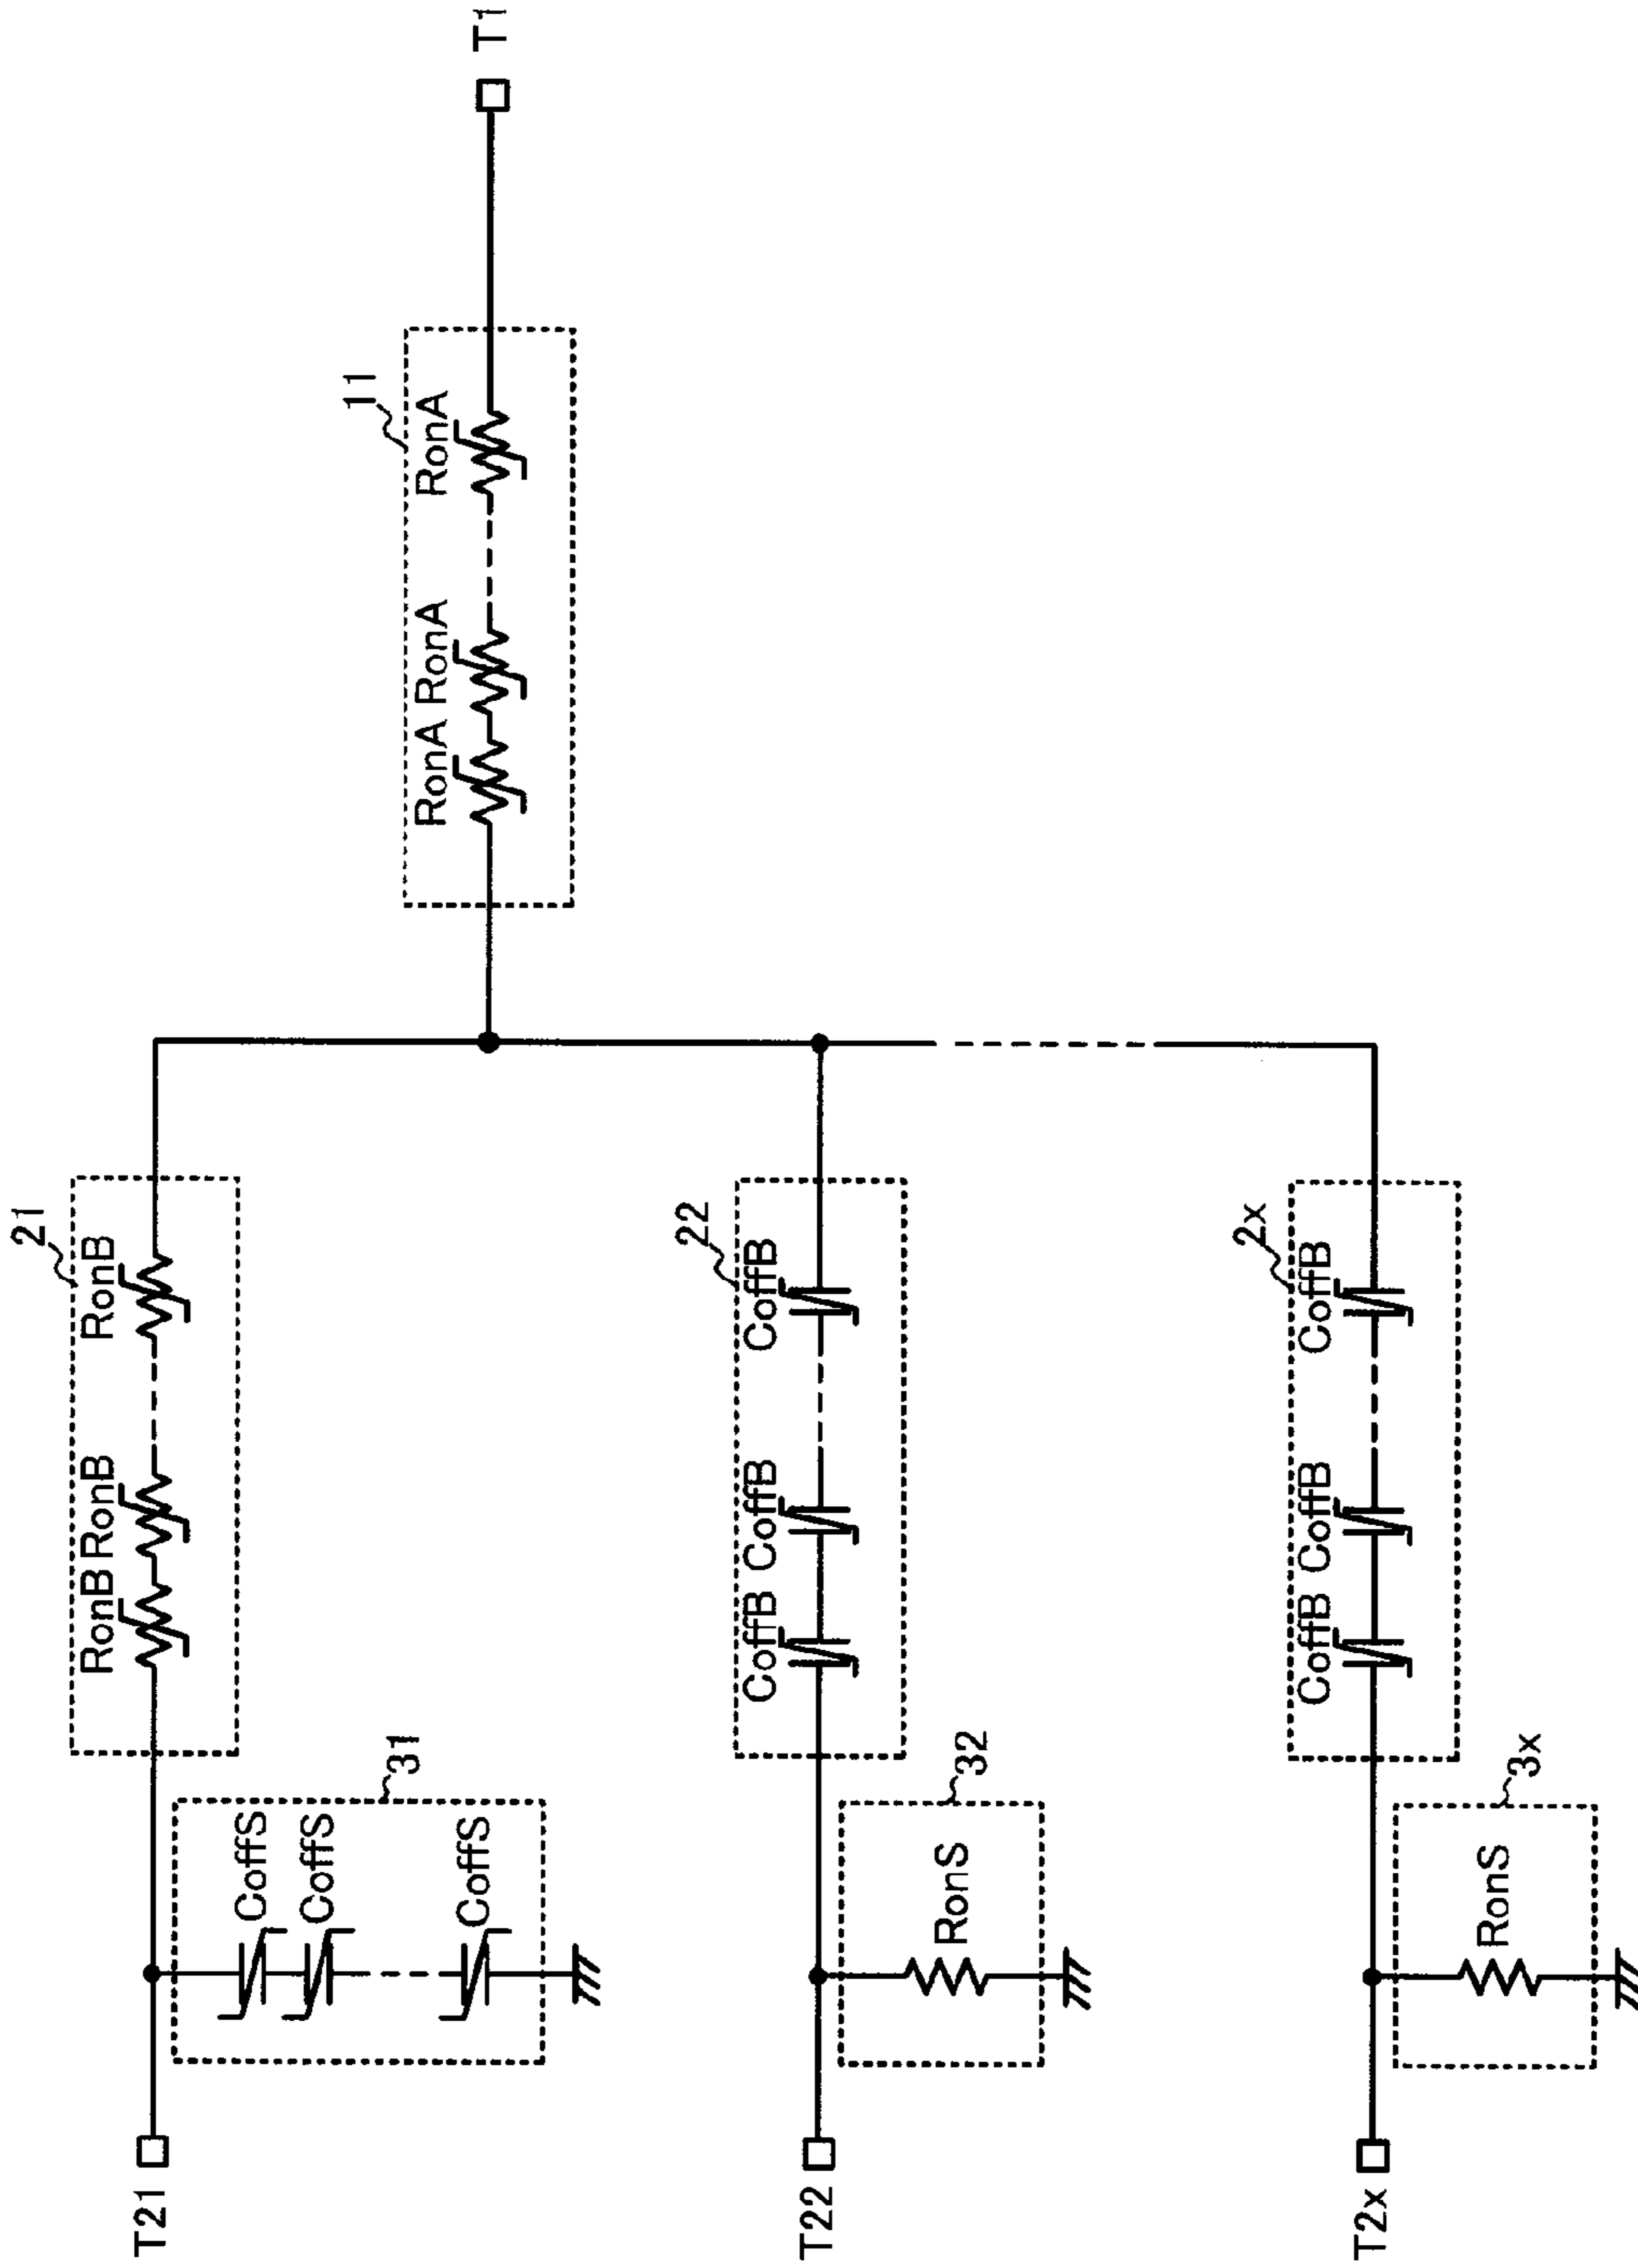 T1
11
RonA RonA RonA
21
RonB RonB RonB
31
CoffS
CoffS
CoffS
T21
22
CoffB CoffB CoffB
32
RonS
T22
2x
CoffB CoffB CoffB
3x
RonS
T2x